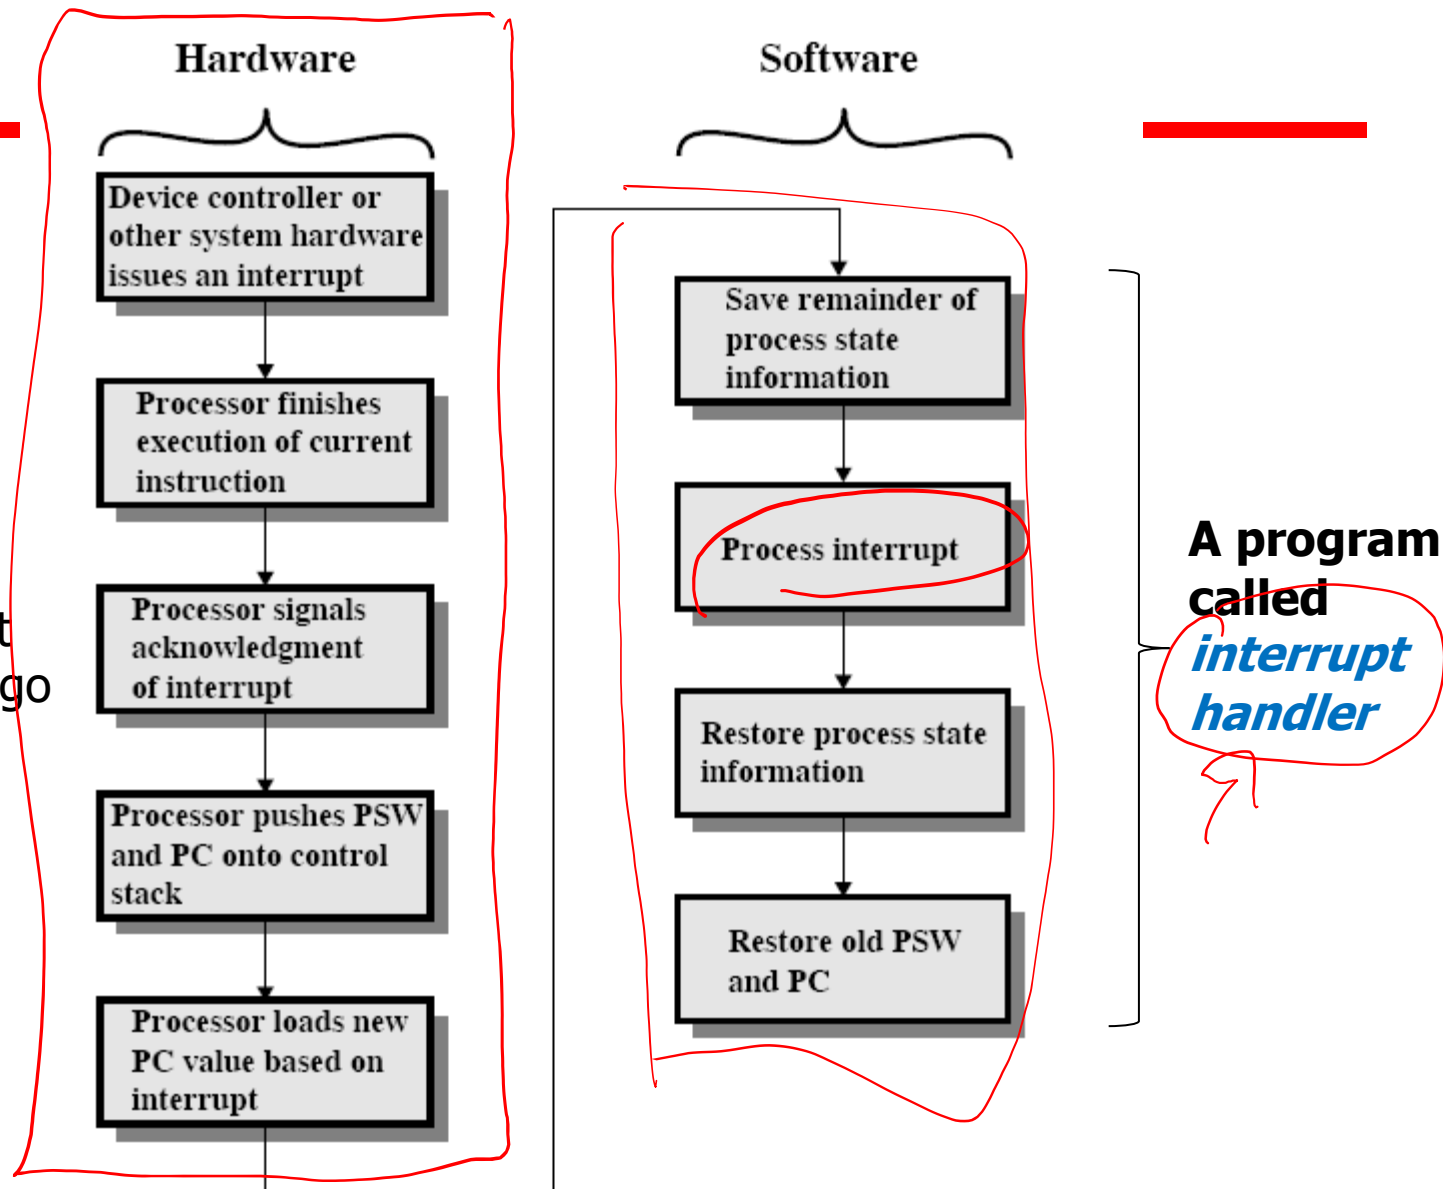 Hardware
Device controller or
other system hardware
issues an interrupt
Processor finishes
execution of current
instruction
Processor signals
acknowledgment
of interrupt
Processor pushes PSW
and PC onto control
stack
Processor loads new
PC value based on
interrupt
Software
Save remainder of
process state
information
Process interrupt
Restore process state
information
Restore old PSW
and PC
A program
called
interrupt
handler
t
go